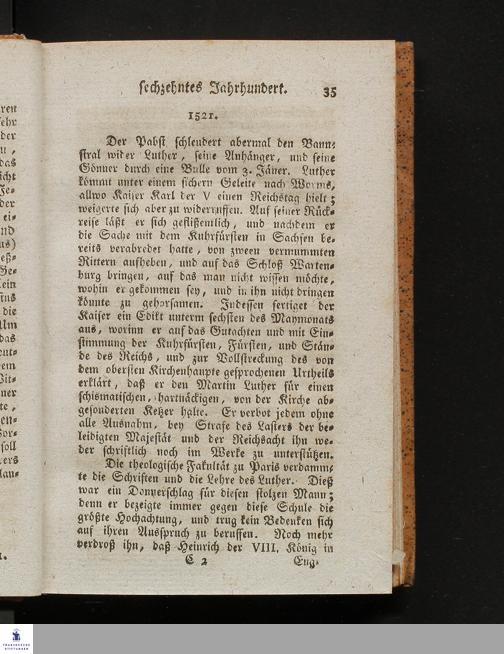 sechzehntes Jahrhundert. 35
1521.
Der Pabst schleudert abermal den Bann-
stral wider Luther, seine Anhänger, und seine
Gönner durch eine Bulle vom 3. Jäner. Luther
kömmt unter einem sichern Geleite nach Worms,
allwo Kaiser Karl der V einen Reichstag hielt;
weigerte sich aber zu widerruffen. Auf seiner Rück-
reise läßt er sich geflißentlich, und nachdem er
die Sache mit dem Kuhrfürsten in Sachsen be-
reits verabredet hatte, von zween vermummten
Rittern aufheben, und auf das Schloß Warten-
burg bringen, auf das man nicht wissen möchte,
wohin er gekommen sey, und in ihn nicht dringen
könnte zu gehorsamen. Indessen fertiget der
Kaiser ein Edikt unterm sechsten des Maymonats
aus, worinn er auf das Gutachten und mit Ein-
stimmung der Kuhrfürsten, Fürsten, und Stän-
de des Reichs, und zur Vollstreckung des von
dem obersten Kirchenhaupte gesprochenen Urtheils
erklärt, daß er den Martin Luther für einen
schismatischen, hartnäckigen, von der Kirche ab-
gesonderten Ketzer halte. Er verbot jedem ohne
alle Ausnahm, bey Strafe des Lasters der be-
leidigten Majestät und der Reichsacht ihn we-
der schriftlich noch im Werke zu unterstützen.
Die theologische Fakultät zu Paris verdamm-
te die Schriften und die Lehre des Luther. Dieß
war ein Donnerschlag für diesen stolzen Mann;
denn er bezeigte immer gegen diese Schule die
größte Hochachtung, und trug kein Bedenken sich
auf ihren Ausspruch zu beruffen. Noch mehr
verdroß ihn, daß Heinrich der VIII. König in
C 2 Eng-